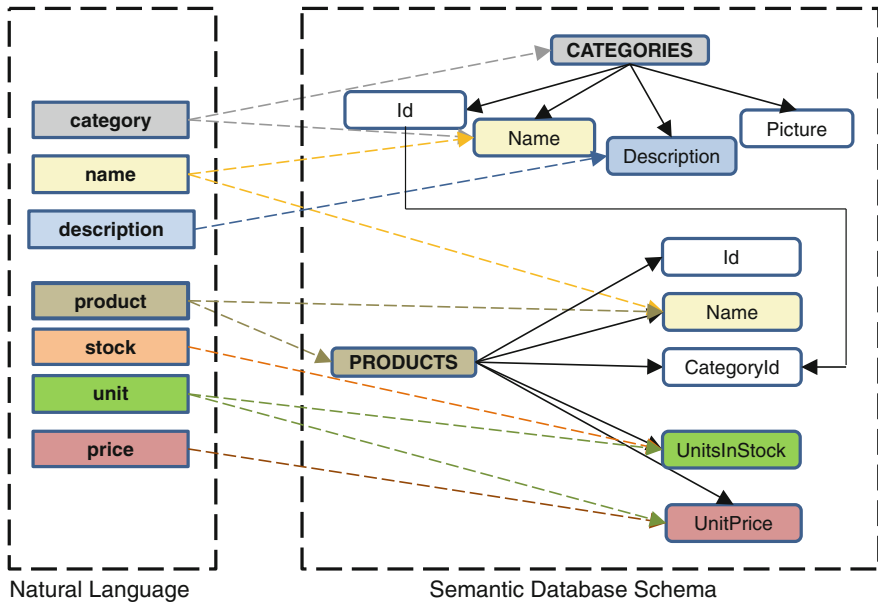 category
name
description
product
stock
unit
price
Natural Language
CATEGORIES
Id
Name
Description
Picture
PRODUCTS
Id
Name
CategoryId
UnitsInStock
UnitPrice
Semantic Database Schema